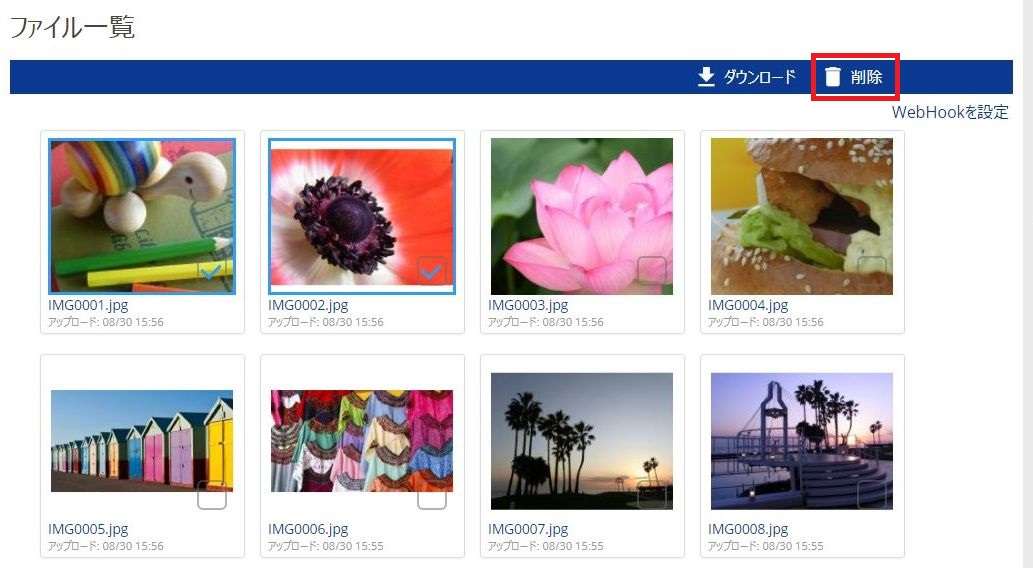 ファイル一覧
ダウンロード 削除
WebHookを設定
IMG0001.jpg IMG0002.jpg IMG0003.jpg IMG0004.jpg
アップロード: 08/30 15:56 アップロード: 08/30 15:56 アップロード: 08/30 15:56 アップロード: 08/30 15:56
IMG0005.jpg IMG0006.jpg IMG0007.jpg IMG0008.jpg
アップロード: 08/30 15:56 アップロード: 08/30 15:55 アップロード: 08/30 15:55 アップロード: 08/30 15:55